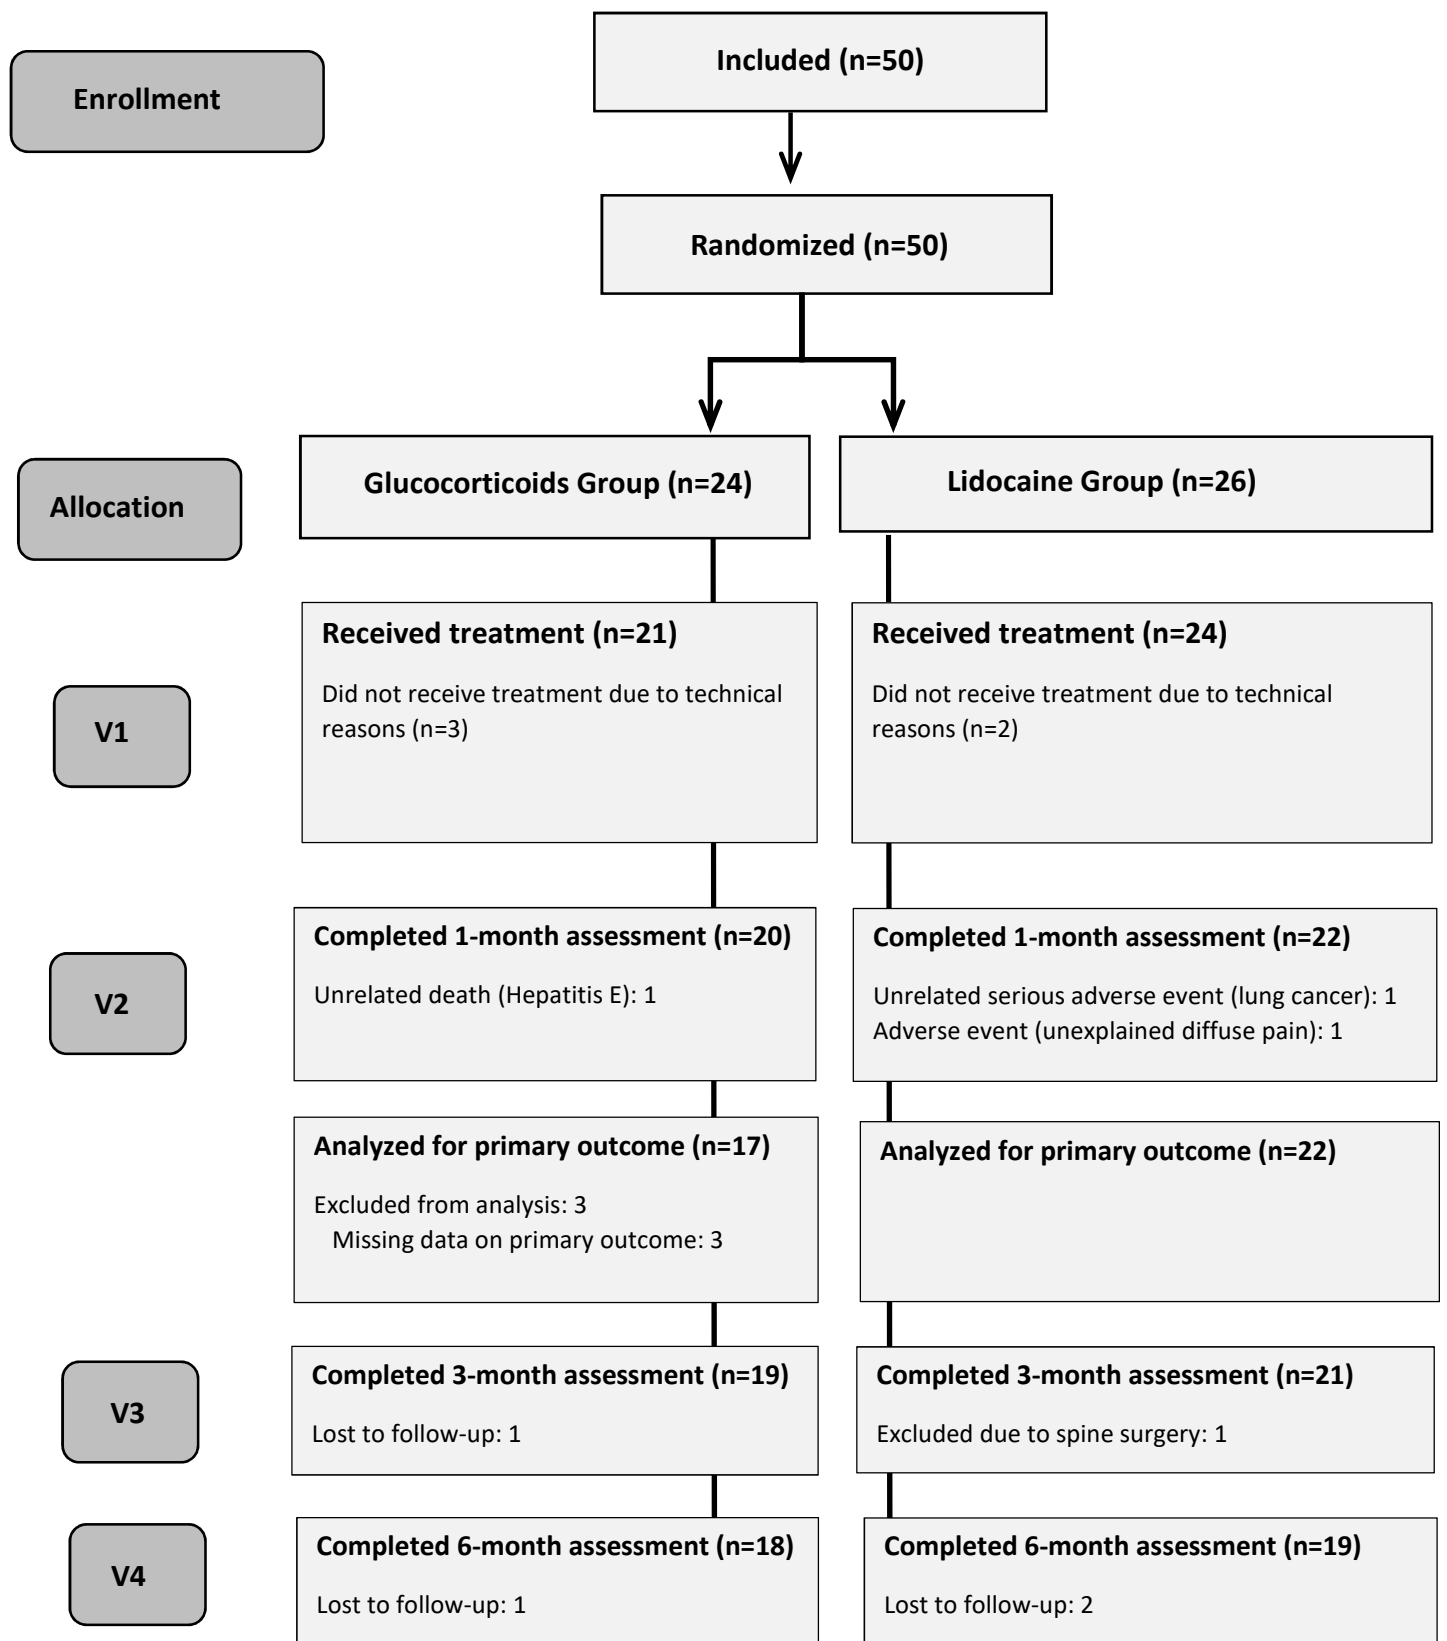 Included (n=50)
Enrollment
Randomized (n=50)
Glucocorticoids Group (n=24)
Lidocaine Group (n=26)
Allocation
Received treatment (n=21)
Did not receive treatment due to technical
reasons (n=3)
Received treatment (n=24)
Did not receive treatment due to technical
reasons (n=2)
V1
Completed 1-month assessment (n=20)
Unrelated death (Hepatitis E): 1
Completed 1-month assessment (n=22)
Unrelated serious adverse event (lung cancer): 1
Adverse event (unexplained diffuse pain): 1
V2
Analyzed for primary outcome (n=17)
Excluded from analysis: 3
Missing data on primary outcome: 3
Analyzed for primary outcome (n=22)
Completed 3-month assessment (n=19)
Lost to follow-up: 1
Completed 3-month assessment (n=21)
Excluded due to spine surgery: 1
V3
Completed 6-month assessment (n=18)
Lost to follow-up: 1
Completed 6-month assessment (n=19)
Lost to follow-up: 2
V4